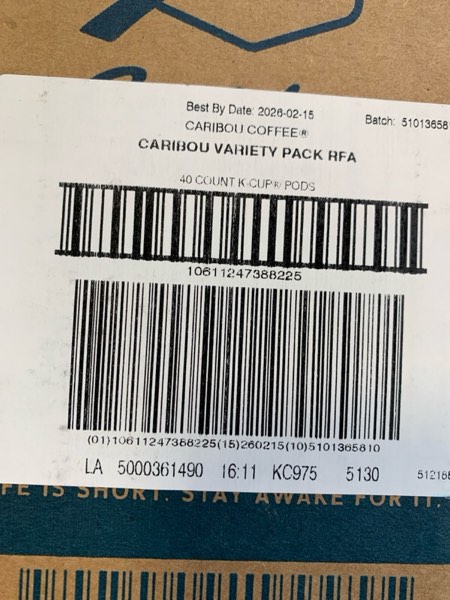 Best By Date: 2026-02-15
Batch: 51013658
CARIBOU COFFEE®
CARIBOU VARIETY PACK RFA
40 COUNT K-CUP® PODS
10611247388225
(01)10611247388225(15)260215(10)5101365810
LA 5000361490 16:11 KC975 5130 51218
FE IS SHORT. STAY AWAKE FOR IT.